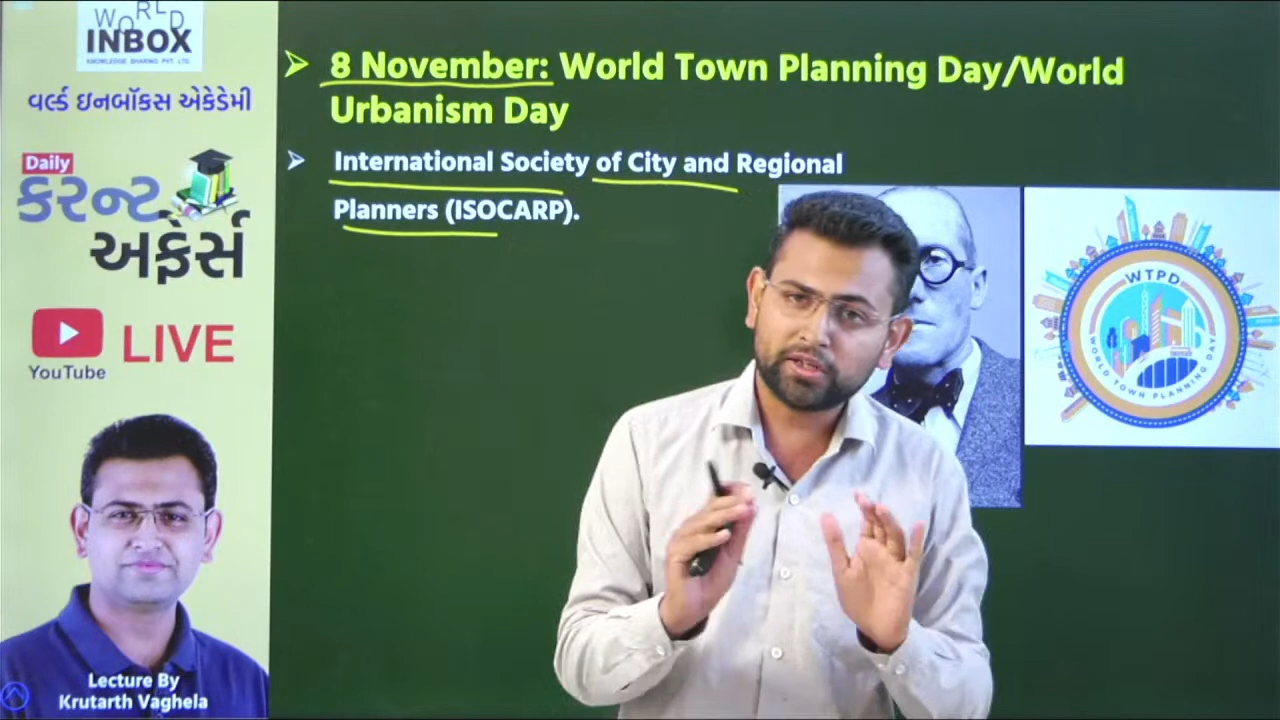 WORLD
INBOX
KNOWLEDGE SHARING PVT. LTD.
વર્લ્ડ ઇનબૉક્સ એકેડેમી
Daily
કરન્ટ
અફેર્સ
YouTube
LIVE
Lecture By
Krutarth Vaghela
8 November: World Town Planning Day/World
Urbanism Day
International Society of City and Regional
Planners (ISOCARP).
WTPD
WORLD TOWN PLANNING DAY